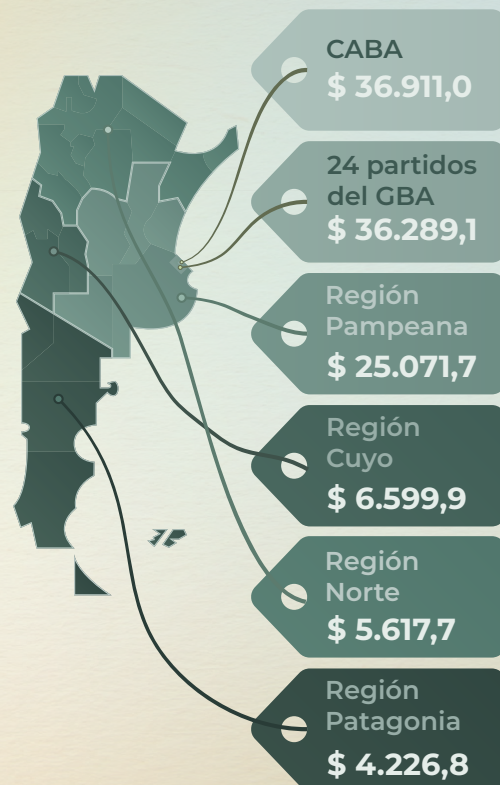 CABA
$ 36.911,0
24 partidos
del GBA
$ 36.289,1
Región
Pampeana
$ 25.071,7
Región
Cuyo
$ 6.599,9
Región
Norte
$ 5.617,7
Región
Patagonia
$ 4.226,8